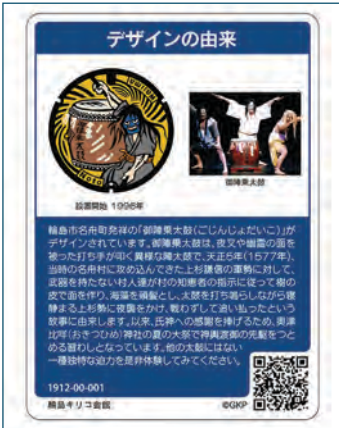 デザインの由来
Noto
設置開始 1996年
御陣乗太鼓
輪島市名舟町発祥の「御陣乗太鼓(ごじんじょだいこ)」が
デザインされています。御陣乗太鼓は、夜叉や幽霊の面を
被った打ち手が叩く異様な陣太鼓で、天正5年(1577年)、
当時の名舟村に攻め込んできた上杉謙信の軍勢に対して、
武器を持たない村人達が村の知恵者の指示に従って樹の
皮で面を作り、海藻を頭髪とし、太鼓を打ち鳴らしながら寝
静まる上杉勢に夜襲をかけ、戦わずして追い払ったという
故事に由来します。以来、氏神への感謝を捧げるため、奥津
比咩(おきつひめ)神社の夏の大祭で神輿渡御の先駆をつと
める習わしとなっています。他の太鼓にはない
一種独特な迫力を是非体験してみてください。
1912-00-001
輪島キリコ会館
©GKP